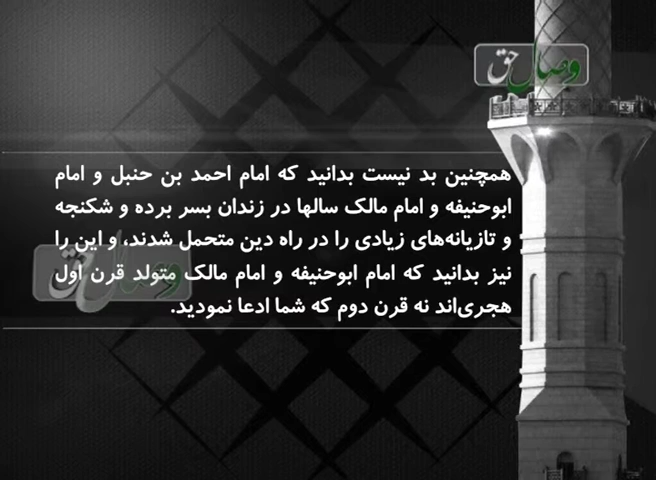 وصال حق
همچنین بد نیست بدانید که امام احمد بن حنبل و امام
ابوحنیفه و امام مالک سالها در زندان بسر برده و شکنجه
و تازیانه‌های زیادی را در راه دین متحمل شدند، و این را
نیز بدانید که امام ابوحنیفه و امام مالک متولد قرن اول
هجری‌اند نه قرن دوم که شما ادعا نمودید.
وصال حق